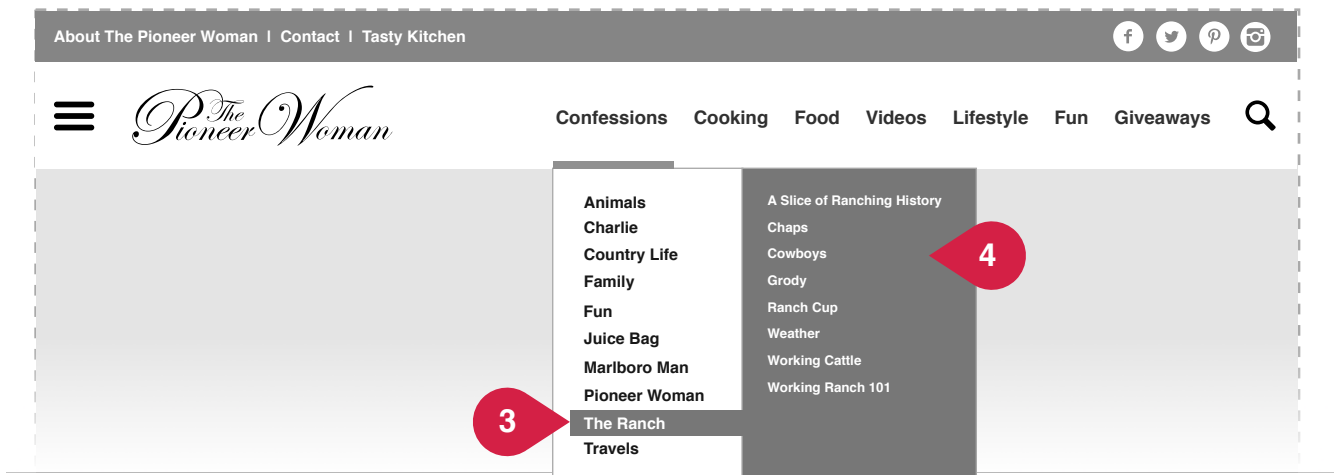 About The Pioneer Woman | Contact | Tasty Kitchen
The Pioneer Woman
Confessions Cooking Food Videos Lifestyle Fun Giveaways
Animals
Charlie
Country Life
Family
Fun
Juice Bag
Marlboro Man
Pioneer Woman
The Ranch
Travels
3
A Slice of Ranching History
Chaps
Cowboys
Grody
Ranch Cup
Weather
Working Cattle
Working Ranch 101
4